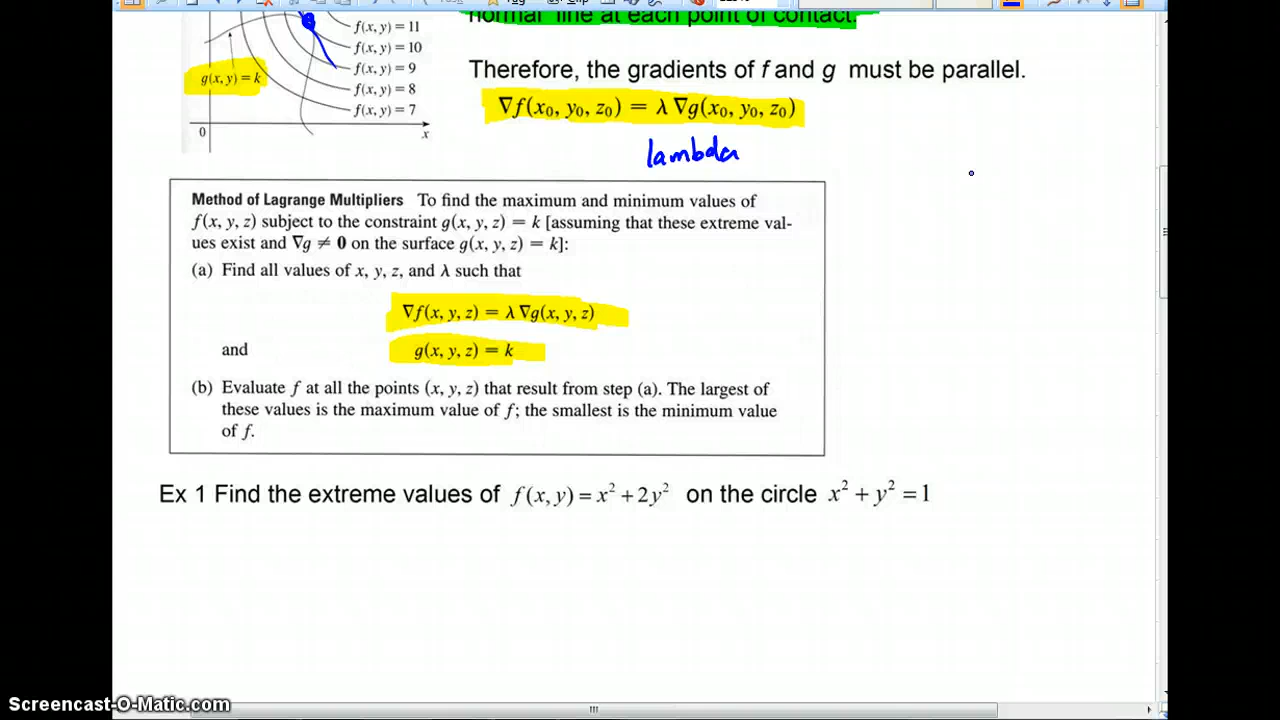 normal line at each point of contact.
f(x, y) = 11
f(x, y) = 10
f(x, y) = 9
f(x, y) = 8
f(x, y) = 7
g(x, y) = k
0
x
Therefore, the gradients of f and g must be parallel.
∇f(x₀, y₀, z₀) = λ ∇g(x₀, y₀, z₀)
lambda
Method of Lagrange Multipliers To find the maximum and minimum values of
f(x, y, z) subject to the constraint g(x, y, z) = k [assuming that these extreme val-
ues exist and ∇g ≠ 0 on the surface g(x, y, z) = k]:
(a) Find all values of x, y, z, and λ such that
∇f(x, y, z) = λ ∇g(x, y, z)
and g(x, y, z) = k
(b) Evaluate f at all the points (x, y, z) that result from step (a). The largest of
these values is the maximum value of f; the smallest is the minimum value
of f.
Ex 1 Find the extreme values of f(x, y) = x² + 2y² on the circle x² + y² = 1
Screencast-O-Matic.com